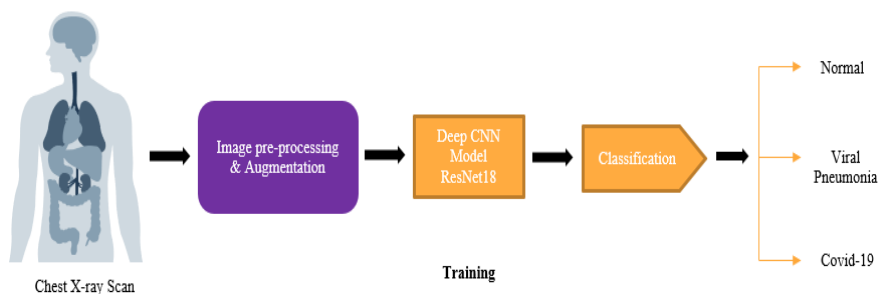 Chest X-ray Scan
Image pre-processing
& Augmentation
Deep CNN
Model
ResNet18
Classification
Normal
Viral
Pneumonia
Covid-19
Training